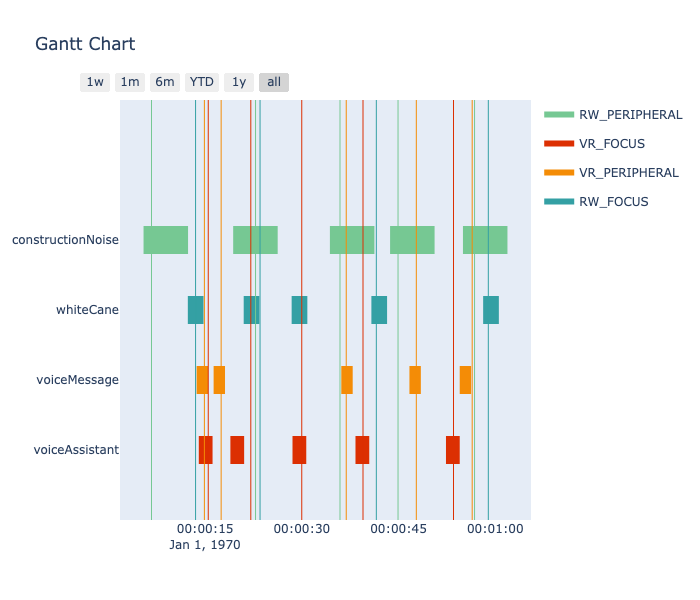 Gantt Chart
1w 1m 6m YTD 1y all
RW_PERIPHERAL
VR_FOCUS
VR_PERIPHERAL
RW_FOCUS
constructionNoise
whiteCane
voiceMessage
voiceAssistant
00:00:15 00:00:30 00:00:45 00:01:00
Jan 1, 1970